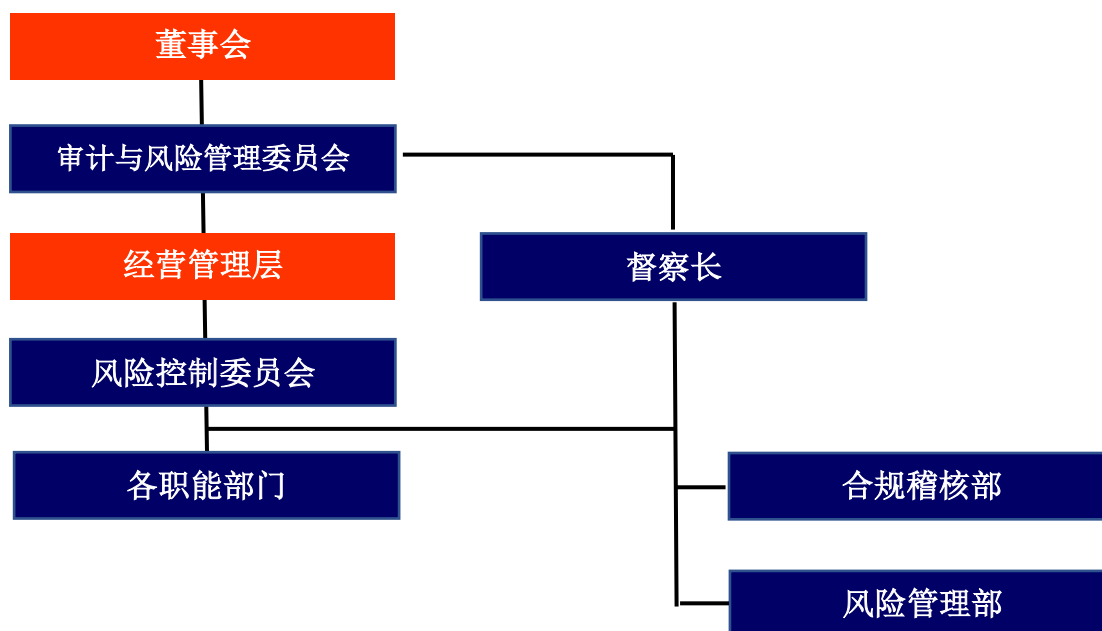 董事会
审计与风险管理委员会
经营管理层
督察长
风险控制委员会
各职能部门
合规稽核部
风险管理部